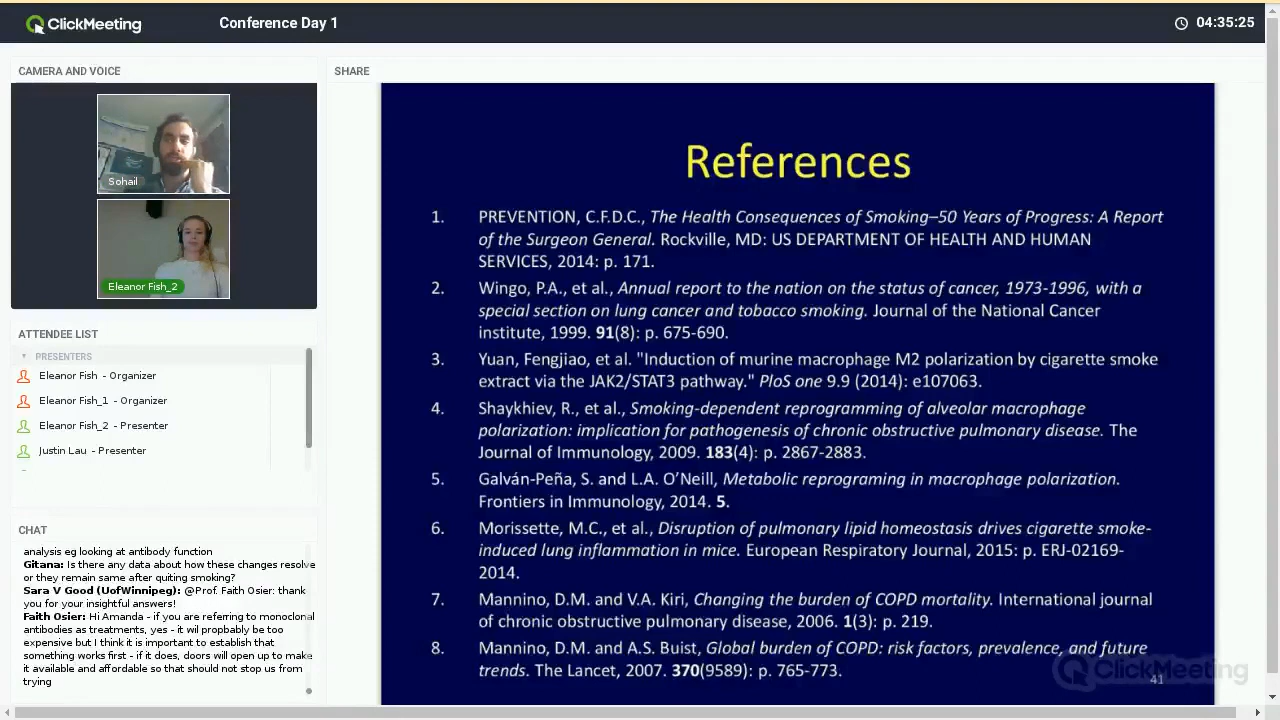 ClickMeeting
Conference Day 1
04:35:25
CAMERA AND VOICE
Sohail
Eleanor Fish_2
ATTENDEE LIST
PRESENTERS
Eleanor Fish - Organizer
Eleanor Fish_1 - Organizer
Eleanor Fish_2 - Presenter
Justin Lau - Presenter
CHAT
analysis eg looking at antibody function
Gitana: Is there any data about how these changes resolve
or they remain same after quiting smoking?
Sara V Good (UofWinnipeg): @Prof. Faith Osier: thank
you for your insightful answers!
Faith Osier: Hi Amanda - if you are referring to monoclonal
antibodies as treatments, yes - it wil propbably be too
expensive but I think it is important to establish that
something works first - if it does, doors will open up to make
it available and affordable so that should not stop us from
trying
SHARE
References
1. PREVENTION, C.F.D.C., The Health Consequences of Smoking–50 Years of Progress: A Report
of the Surgeon General. Rockville, MD: US DEPARTMENT OF HEALTH AND HUMAN
SERVICES, 2014: p. 171.
2. Wingo, P.A., et al., Annual report to the nation on the status of cancer, 1973-1996, with a
special section on lung cancer and tobacco smoking. Journal of the National Cancer
institute, 1999. 91(8): p. 675-690.
3. Yuan, Fengjiao, et al. "Induction of murine macrophage M2 polarization by cigarette smoke
extract via the JAK2/STAT3 pathway." PloS one 9.9 (2014): e107063.
4. Shaykhiev, R., et al., Smoking-dependent reprogramming of alveolar macrophage
polarization: implication for pathogenesis of chronic obstructive pulmonary disease. The
Journal of Immunology, 2009. 183(4): p. 2867-2883.
5. Galván-Peña, S. and L.A. O’Neill, Metabolic reprograming in macrophage polarization.
Frontiers in Immunology, 2014. 5.
6. Morissette, M.C., et al., Disruption of pulmonary lipid homeostasis drives cigarette smoke-
induced lung inflammation in mice. European Respiratory Journal, 2015: p. ERJ-02169-
2014.
7. Mannino, D.M. and V.A. Kiri, Changing the burden of COPD mortality. International journal
of chronic obstructive pulmonary disease, 2006. 1(3): p. 219.
8. Mannino, D.M. and A.S. Buist, Global burden of COPD: risk factors, prevalence, and future
trends. The Lancet, 2007. 370(9589): p. 765-773.
ClickMeeting
41